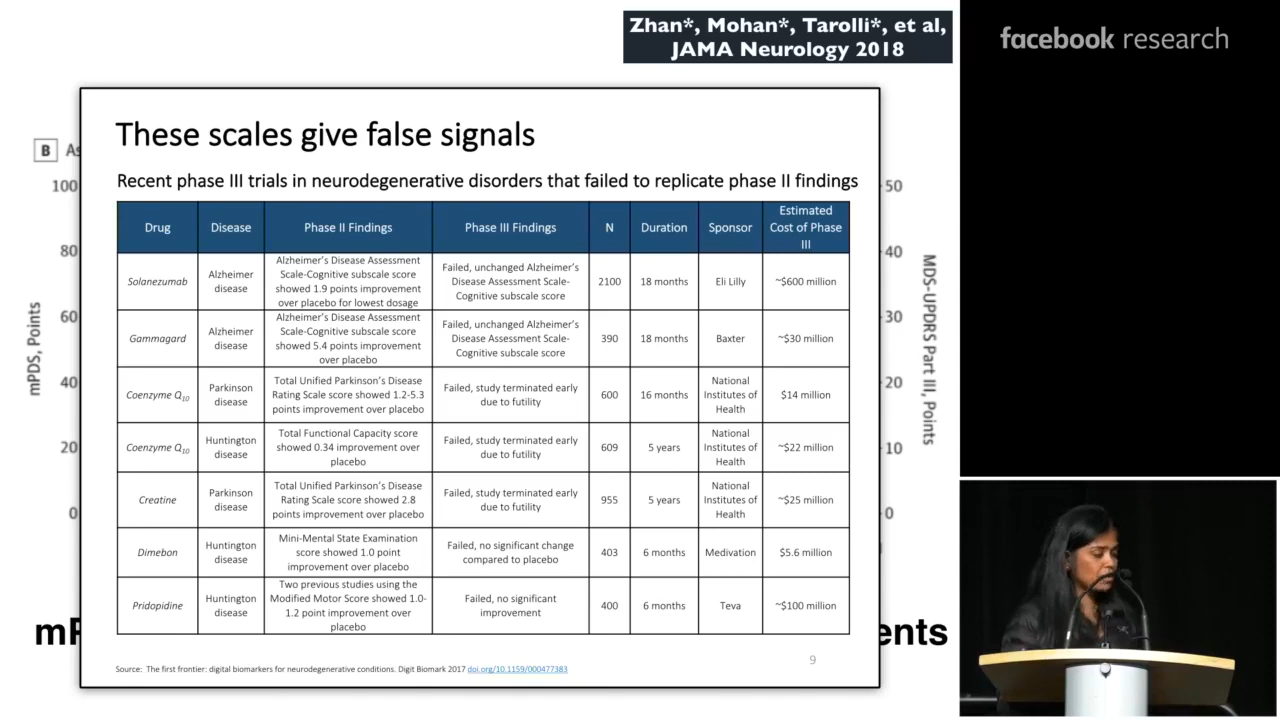 Zhan*, Mohan*, Tarolli*, et al,
JAMA Neurology 2018
facebook research
These scales give false signals
Recent phase III trials in neurodegenerative disorders that failed to replicate phase II findings
B As
100
80
60
40
20
0
mPDS, Points
50
40
30
20
10
0
MDS-UPDRS Part III, Points
Drug
Disease
Phase II Findings
Phase III Findings
N
Duration
Sponsor
Estimated
Cost of Phase
III
Solanezumab
Alzheimer
disease
Alzheimer's Disease Assessment
Scale-Cognitive subscale score
showed 1.9 points improvement
over placebo for lowest dosage
Failed, unchanged Alzheimer's
Disease Assessment Scale-
Cognitive subscale score
2100
18 months
Eli Lilly
~$600 million
Gammagard
Alzheimer
disease
Alzheimer's Disease Assessment
Scale-Cognitive subscale score
showed 5.4 points improvement
over placebo
Failed, unchanged Alzheimer's
Disease Assessment Scale-
Cognitive subscale score
390
18 months
Baxter
~$30 million
Coenzyme Q10
Parkinson
disease
Total Unified Parkinson's Disease
Rating Scale score showed 1.2-5.3
points improvement over placebo
Failed, study terminated early
due to futility
600
16 months
National
Institutes of
Health
$14 million
Coenzyme Q10
Huntington
disease
Total Functional Capacity score
showed 0.34 improvement over
placebo
Failed, study terminated early
due to futility
609
5 years
National
Institutes of
Health
~$22 million
Creatine
Parkinson
disease
Total Unified Parkinson's Disease
Rating Scale score showed 2.8
points improvement over placebo
Failed, study terminated early
due to futility
955
5 years
National
Institutes of
Health
~$25 million
Dimebon
Huntington
disease
Mini-Mental State Examination
score showed 1.0 point
improvement over placebo
Failed, no significant change
compared to placebo
403
6 months
Medivation
$5.6 million
Pridopidine
Huntington
disease
Two previous studies using the
Modified Motor Score showed 1.0-
1.2 point improvement over
placebo
Failed, no significant
improvement
400
6 months
Teva
~$100 million
Source: The first frontier: digital biomarkers for neurodegenerative conditions. Digit Biomark 2017 doi.org/10.1159/000477383
9